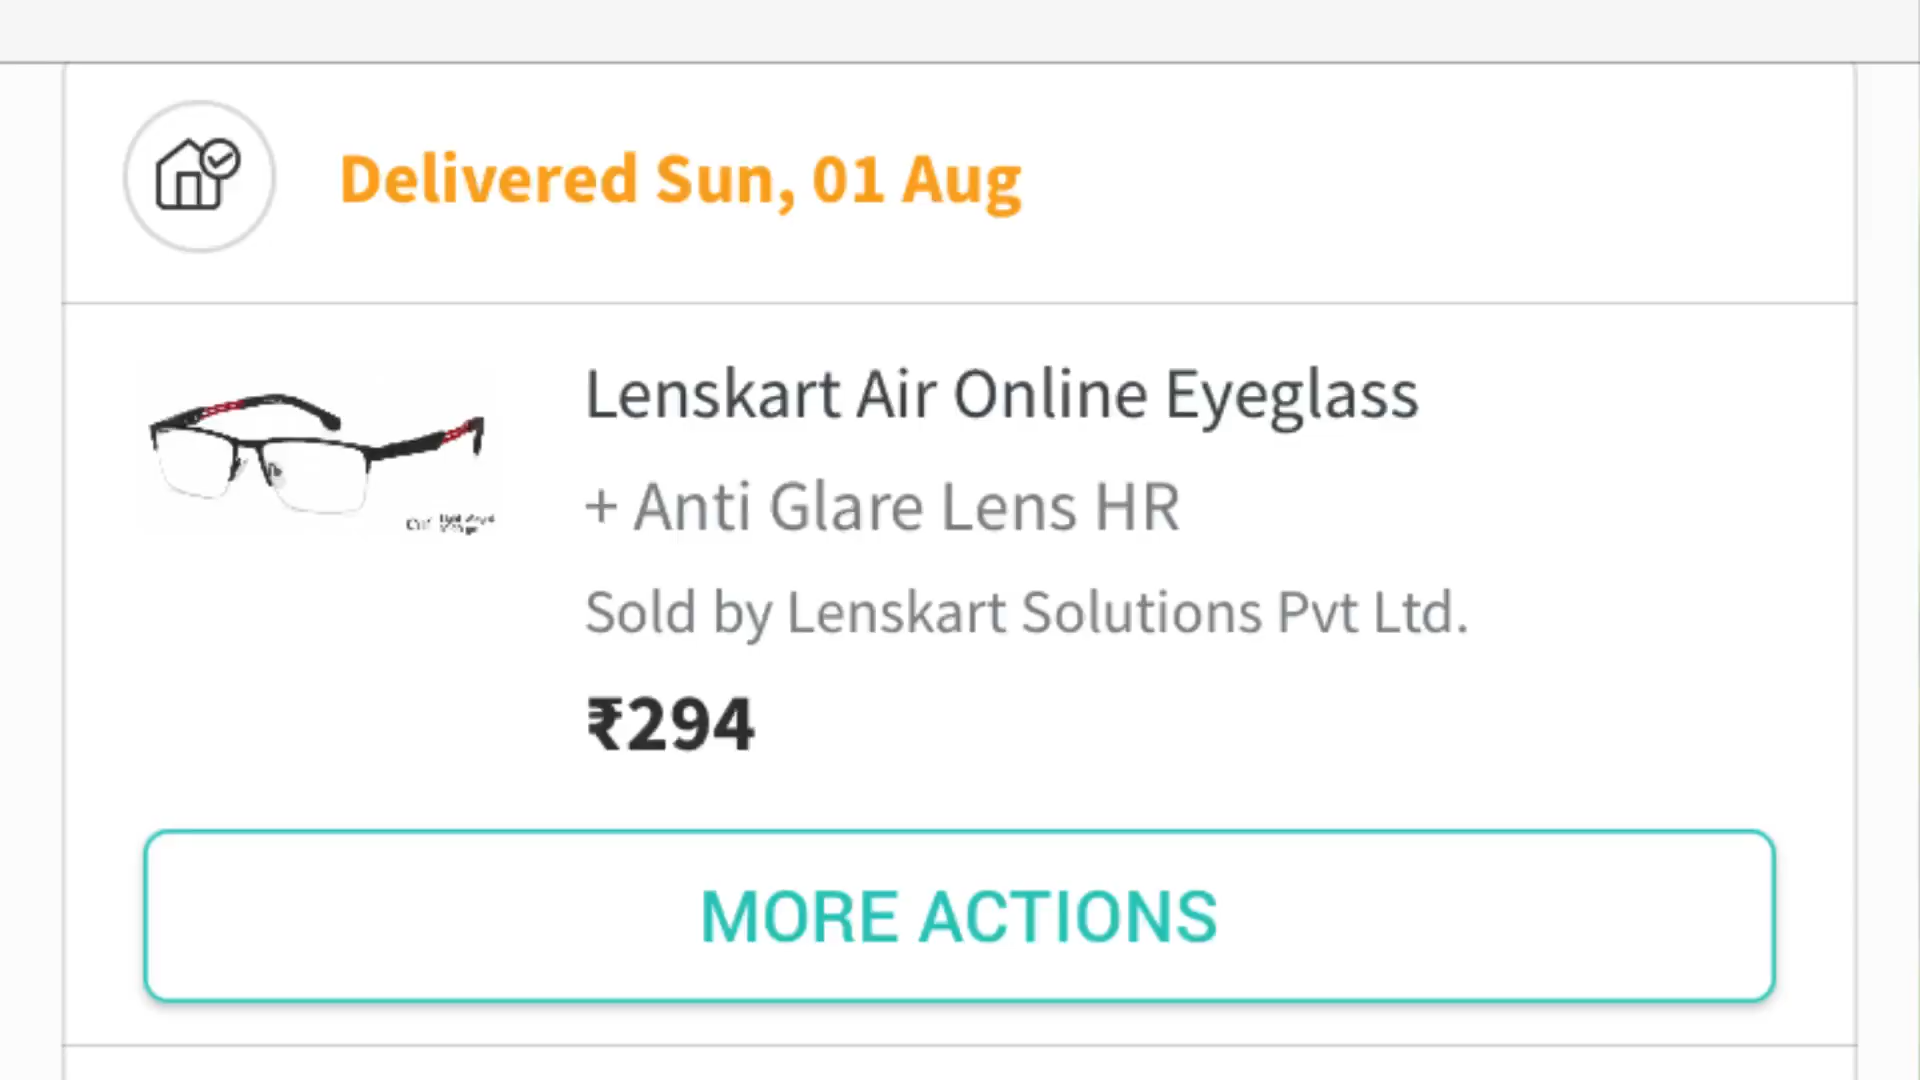 Delivered Sun, 01 Aug
Lenskart Air Online Eyeglass
+ Anti Glare Lens HR
Sold by Lenskart Solutions Pvt Ltd.
₹294
MORE ACTIONS